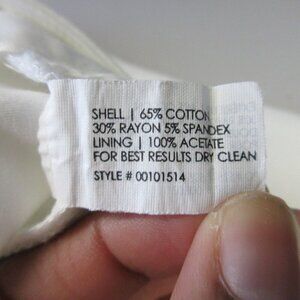 SHELL | 65% COTTON
30% RAYON 5% SPANDEX
LINING | 100% ACETATE
FOR BEST RESULTS DRY CLEAN
STYLE # 00101514